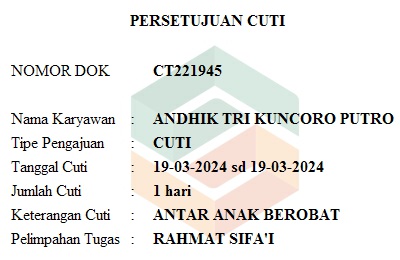 PERSETUJUAN CUTI
NOMOR DOK CT221945
Nama Karyawan : ANDHIK TRI KUNCORO PUTRO
Tipe Pengajuan : CUTI
Tanggal Cuti : 19-03-2024 sd 19-03-2024
Jumlah Cuti : 1 hari
Keterangan Cuti : ANTAR ANAK BEROBAT
Pelimpahan Tugas : RAHMAT SIFA'I